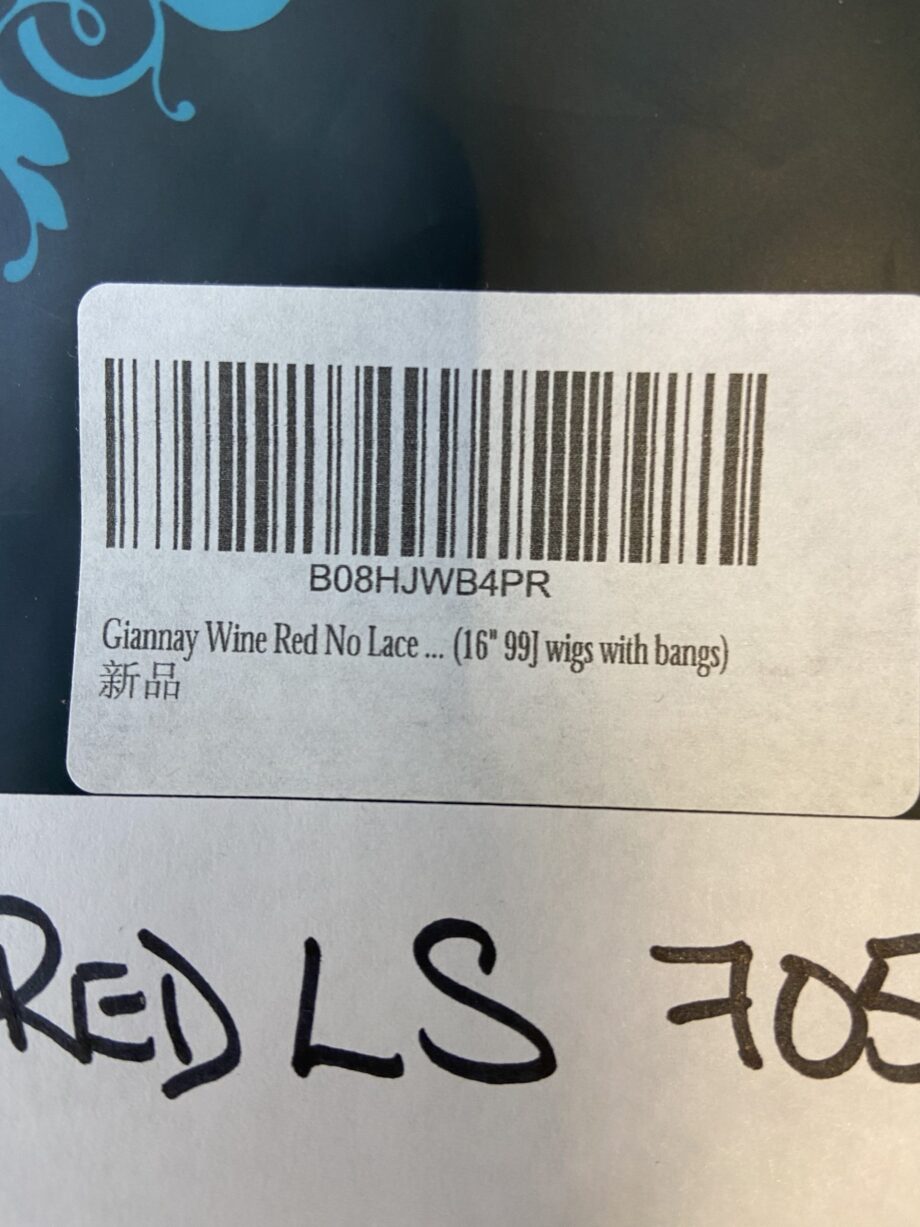 B08HJWB4PR
Giannay Wine Red No Lace ... (16" 99J wigs with bangs)
新品
RED LS 705